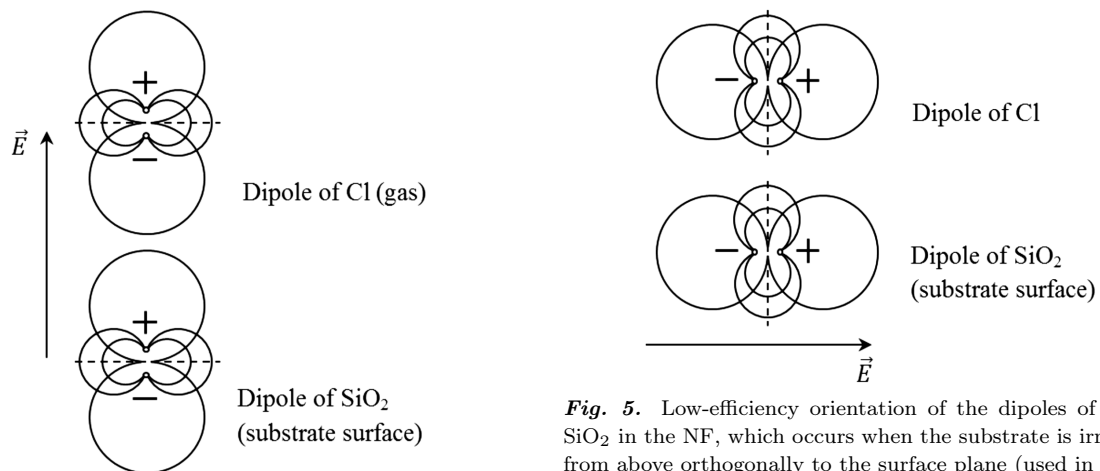 E⃗
+
−
Dipole of Cl (gas)
+
−
Dipole of SiO₂
(substrate surface)
− +
Dipole of Cl
− +
Dipole of SiO₂
(substrate surface)
E⃗
Fig. 5. Low-efficiency orientation of the dipoles of
SiO₂ in the NF, which occurs when the substrate is
from above orthogonally to the surface plane (used in